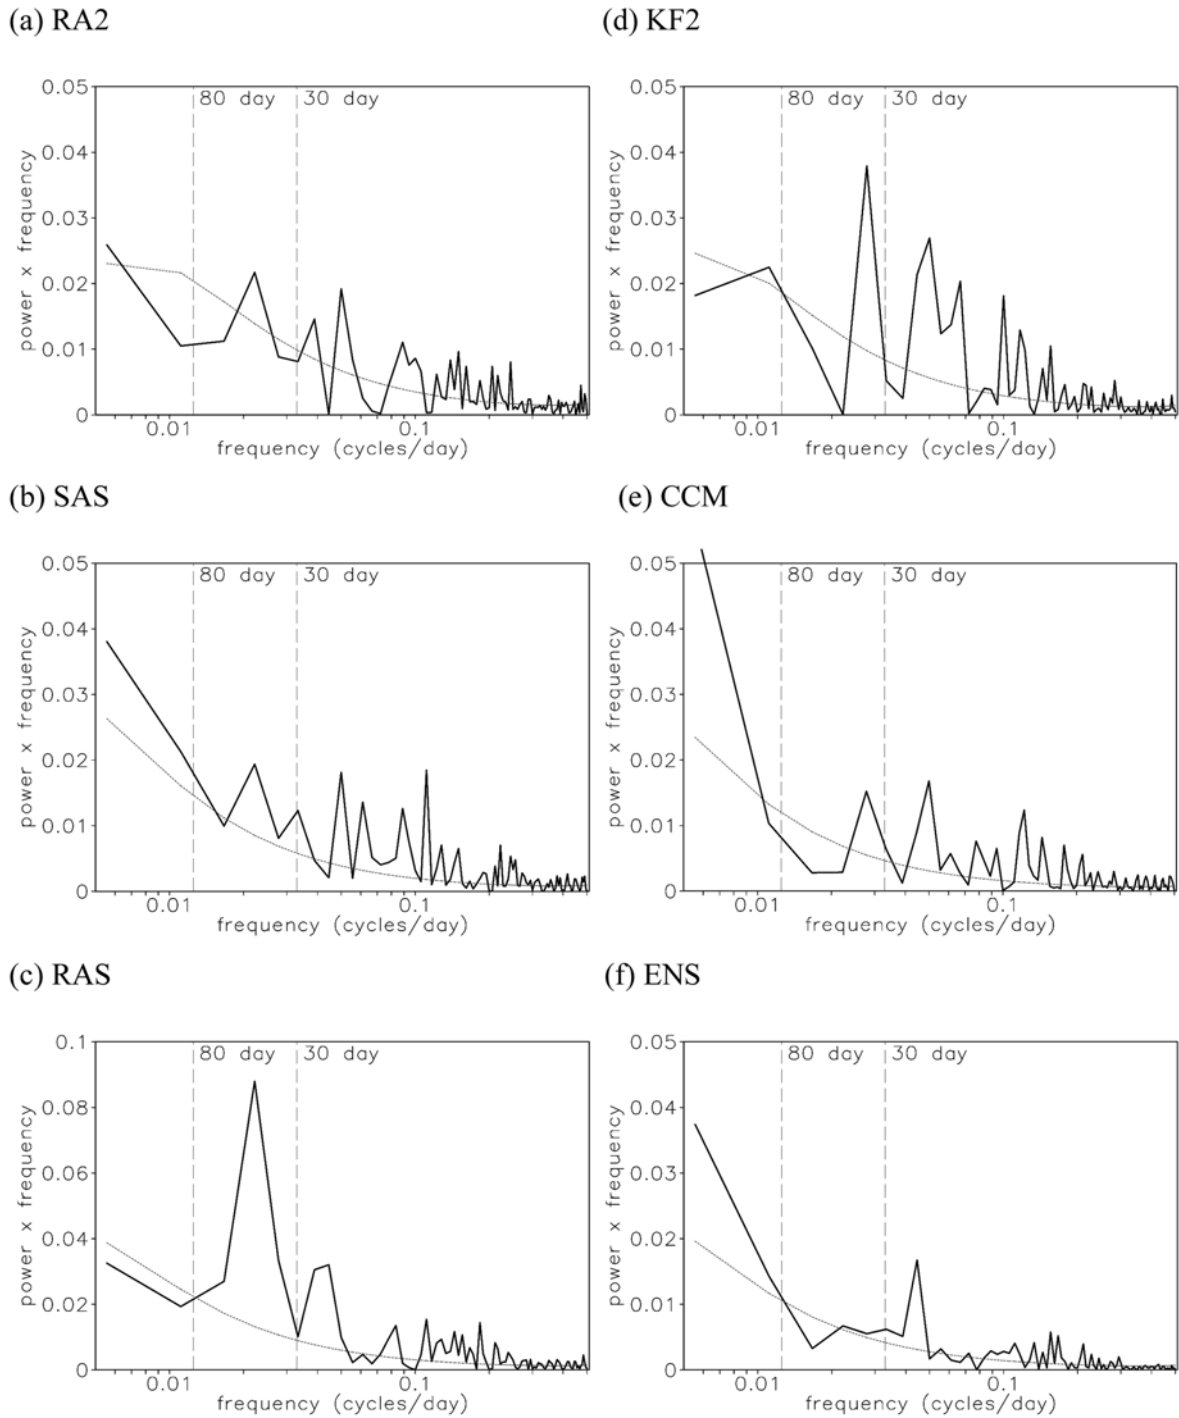 (a) RA2
0.05
0.04
0.03
0.02
0.01
0
power x frequency
80 day
30 day
0.01
0.1
frequency (cycles/day)
(d) KF2
0.05
0.04
0.03
0.02
0.01
0
power x frequency
80 day
30 day
0.01
0.1
frequency (cycles/day)
(b) SAS
0.05
0.04
0.03
0.02
0.01
0
power x frequency
80 day
30 day
0.01
0.1
frequency (cycles/day)
(e) CCM
0.05
0.04
0.03
0.02
0.01
0
power x frequency
80 day
30 day
0.01
0.1
frequency (cycles/day)
(c) RAS
0.1
0.08
0.06
0.04
0.02
0
power x frequency
80 day
30 day
0.01
0.1
frequency (cycles/day)
(f) ENS
0.05
0.04
0.03
0.02
0.01
0
power x frequency
80 day
30 day
0.01
0.1
frequency (cycles/day)